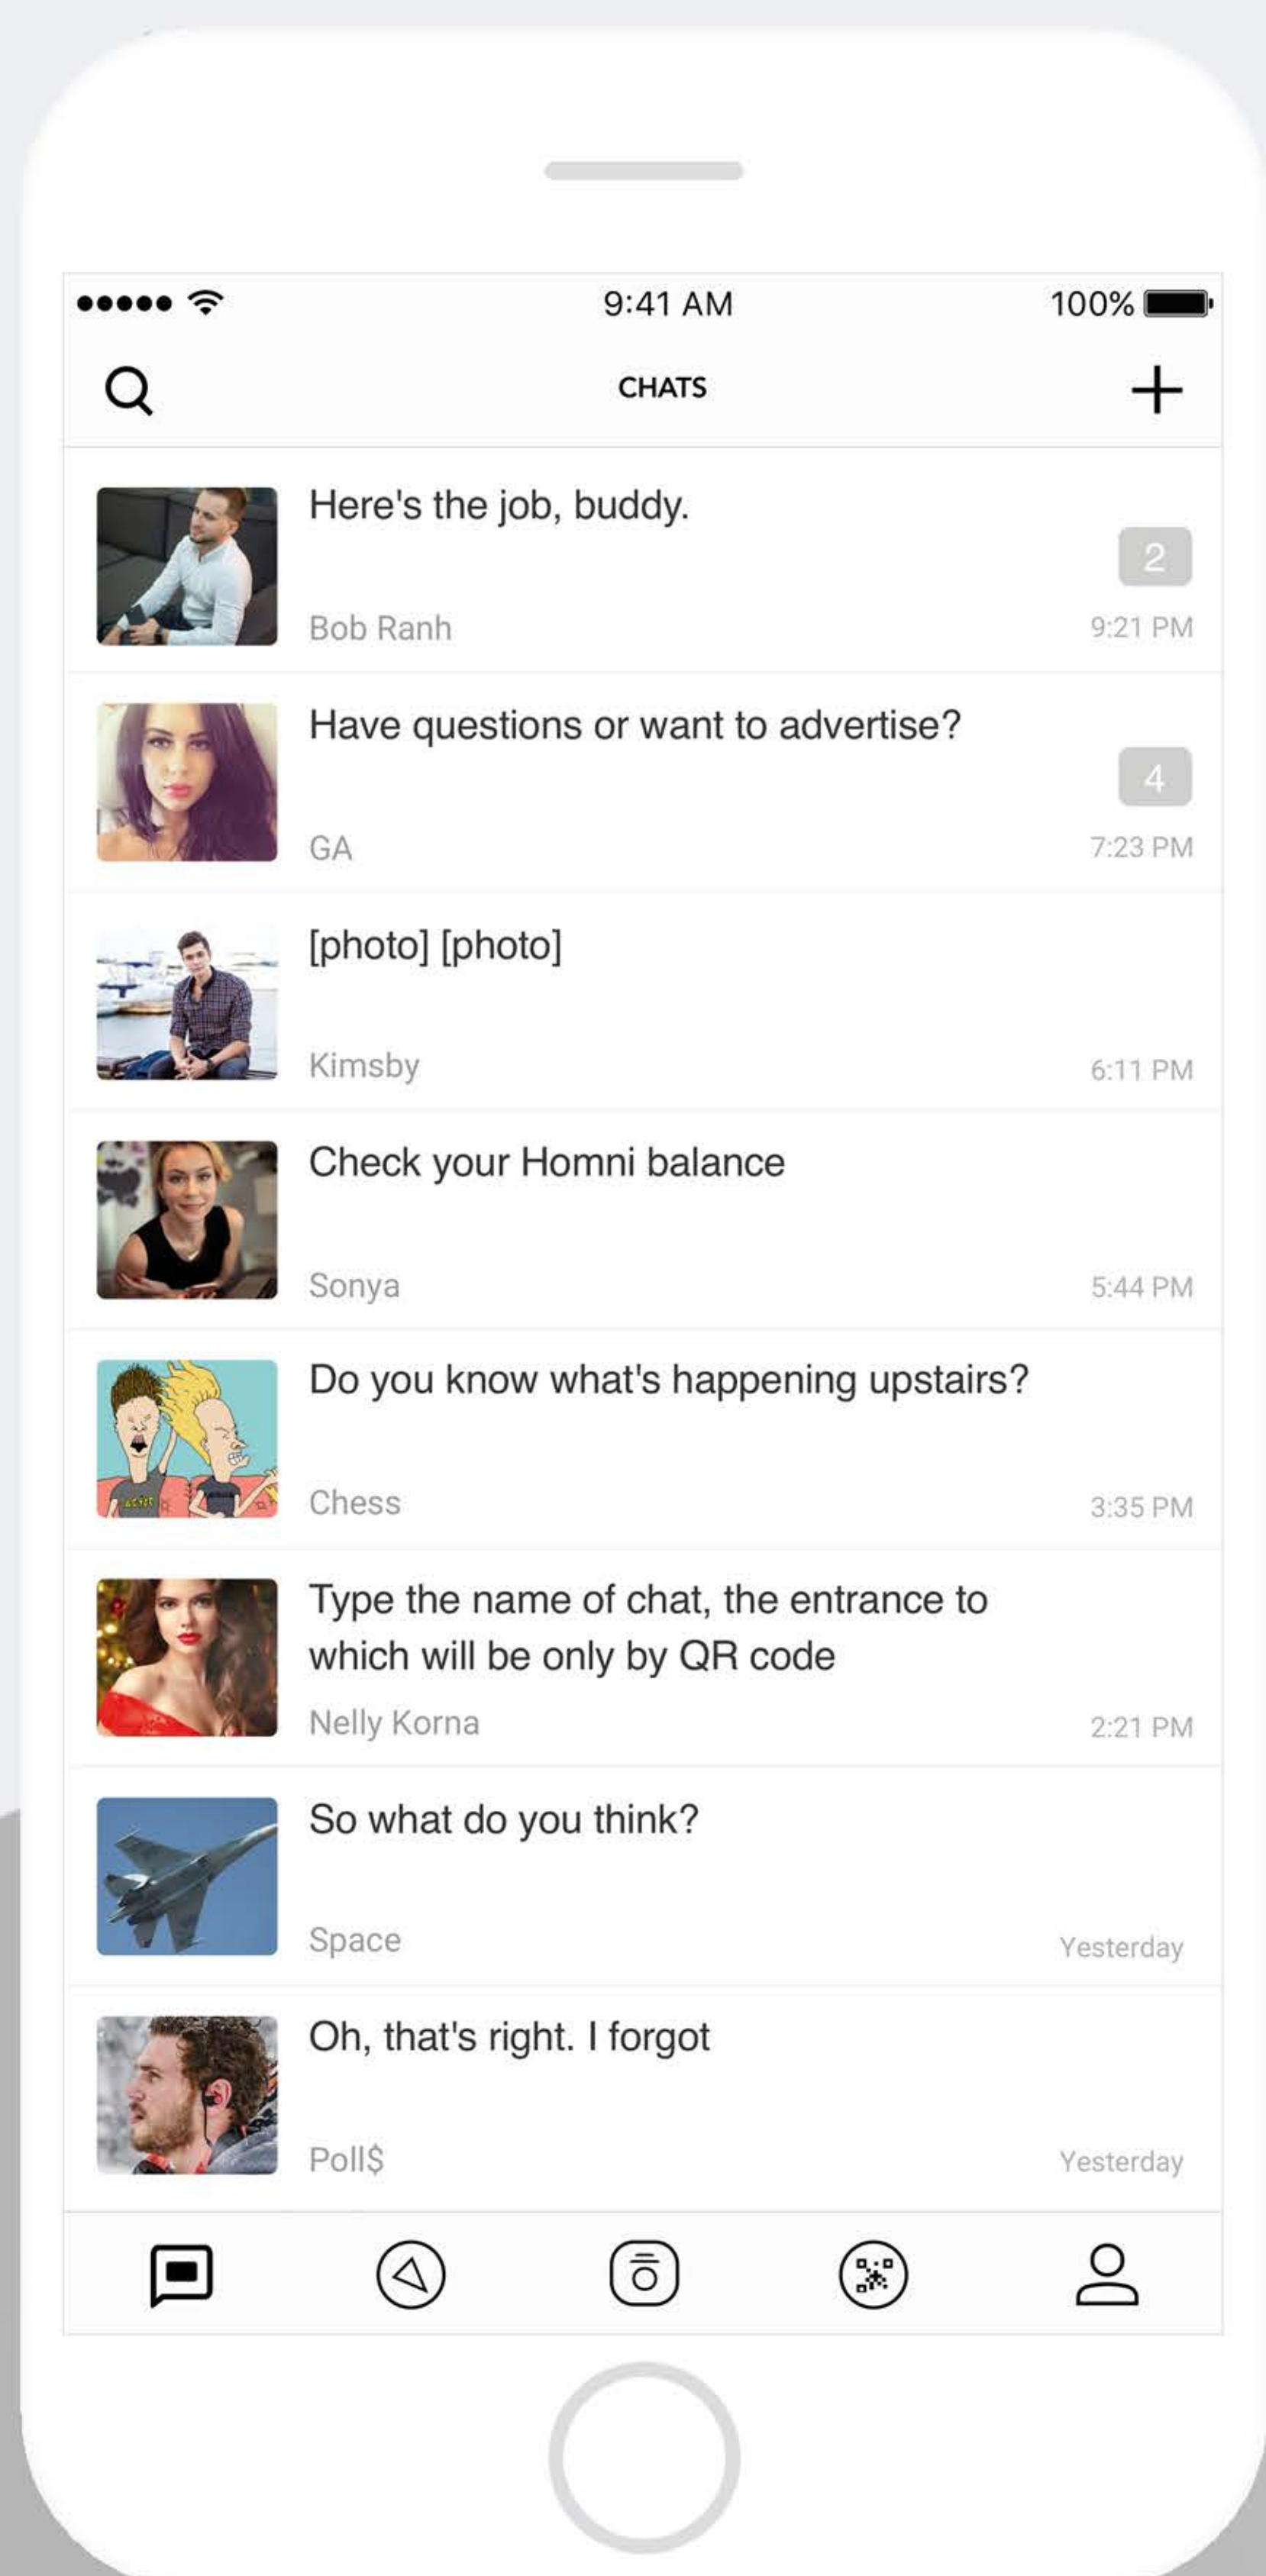 9:41 AM
100%
CHATS
Here's the job, buddy.
2
Bob Ranh
9:21 PM
Have questions or want to advertise?
4
GA
7:23 PM
[photo] [photo]
Kimsby
6:11 PM
Check your Homni balance
Sonya
5:44 PM
Do you know what's happening upstairs?
Chess
3:35 PM
Type the name of chat, the entrance to
which will be only by QR code
Nelly Korna
2:21 PM
So what do you think?
Space
Yesterday
Oh, that's right. I forgot
Poll$
Yesterday